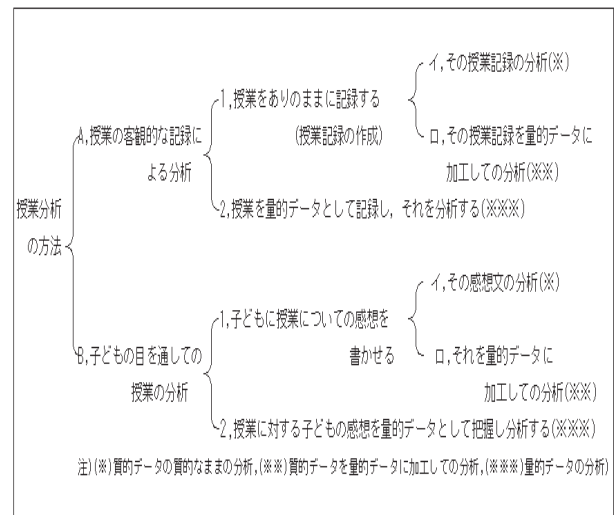 イ,その授業記録の分析(※)
1,授業をありのままに記録する
(授業記録の作成)
ロ,その授業記録を量的データに
加工しての分析(※※)
A,授業の客観的な記録に
よる分析
2,授業を量的データとして記録し, それを分析する(※※※)
授業分析
の方法
イ,その感想文の分析(※)
1,子どもに授業についての感想を
書かせる
ロ,それを量的データに
加工しての分析(※※)
B,子どもの目を通しての
授業の分析
2,授業に対する子どもの感想を量的データとして把握し分析する(※※※)
注)(※)質的データの質的なままの分析,(※※)質的データを量的データに加工しての分析,(※※※)量的データの分析)